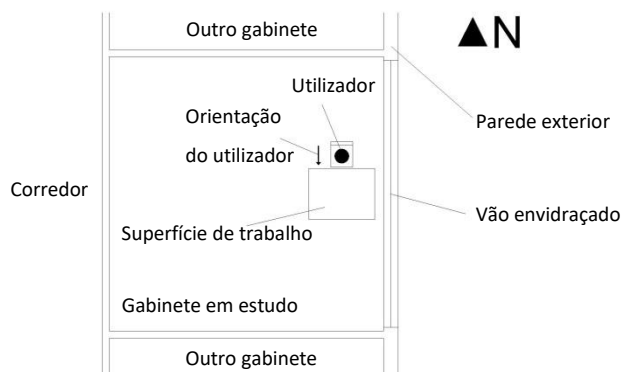 Outro gabinete
N
Utilizador
Orientação
do utilizador
Parede exterior
Corredor
Vão envidraçado
Superfície de trabalho
Gabinete em estudo
Outro gabinete